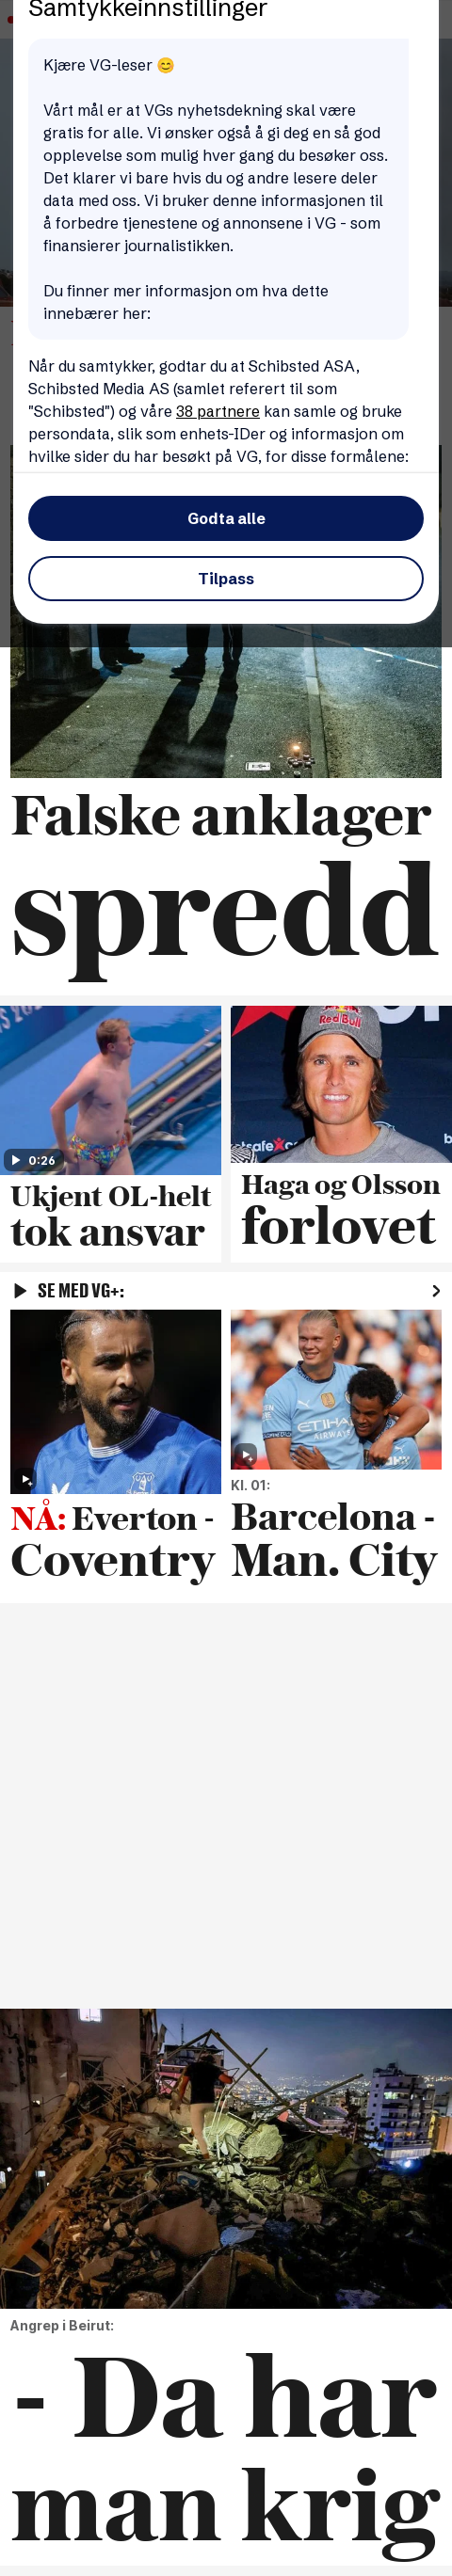 Samtykkeinnstillinger
Kjære VG-leser 😊
Vårt mål er at VGs nyhetsdekning skal være
gratis for alle. Vi ønsker også å gi deg en så god
opplevelse som mulig hver gang du besøker oss.
Det klarer vi bare hvis du og andre lesere deler
data med oss. Vi bruker denne informasjonen til
å forbedre tjenestene og annonsene i VG - som
finansierer journalistikken.
Du finner mer informasjon om hva dette
innebærer her:
Når du samtykker, godtar du at Schibsted ASA,
Schibsted Media AS (samlet referert til som
"Schibsted") og våre 38 partnere kan samle og bruke
persondata, slik som enhets-IDer og informasjon om
hvilke sider du har besøkt på VG, for disse formålene:
Godta alle
Tilpass
Falske anklager
spredd
Red Bull
0:26
Ukjent OL-helt
tok ansvar
Haga og Olsson
forlovet
SE MED VG+:
NÅ: Everton -
Coventry
ETIHAD
AIRWAYS
Kl. 01:
Barcelona -
Man. City
Angrep i Beirut:
- Da har
man krig